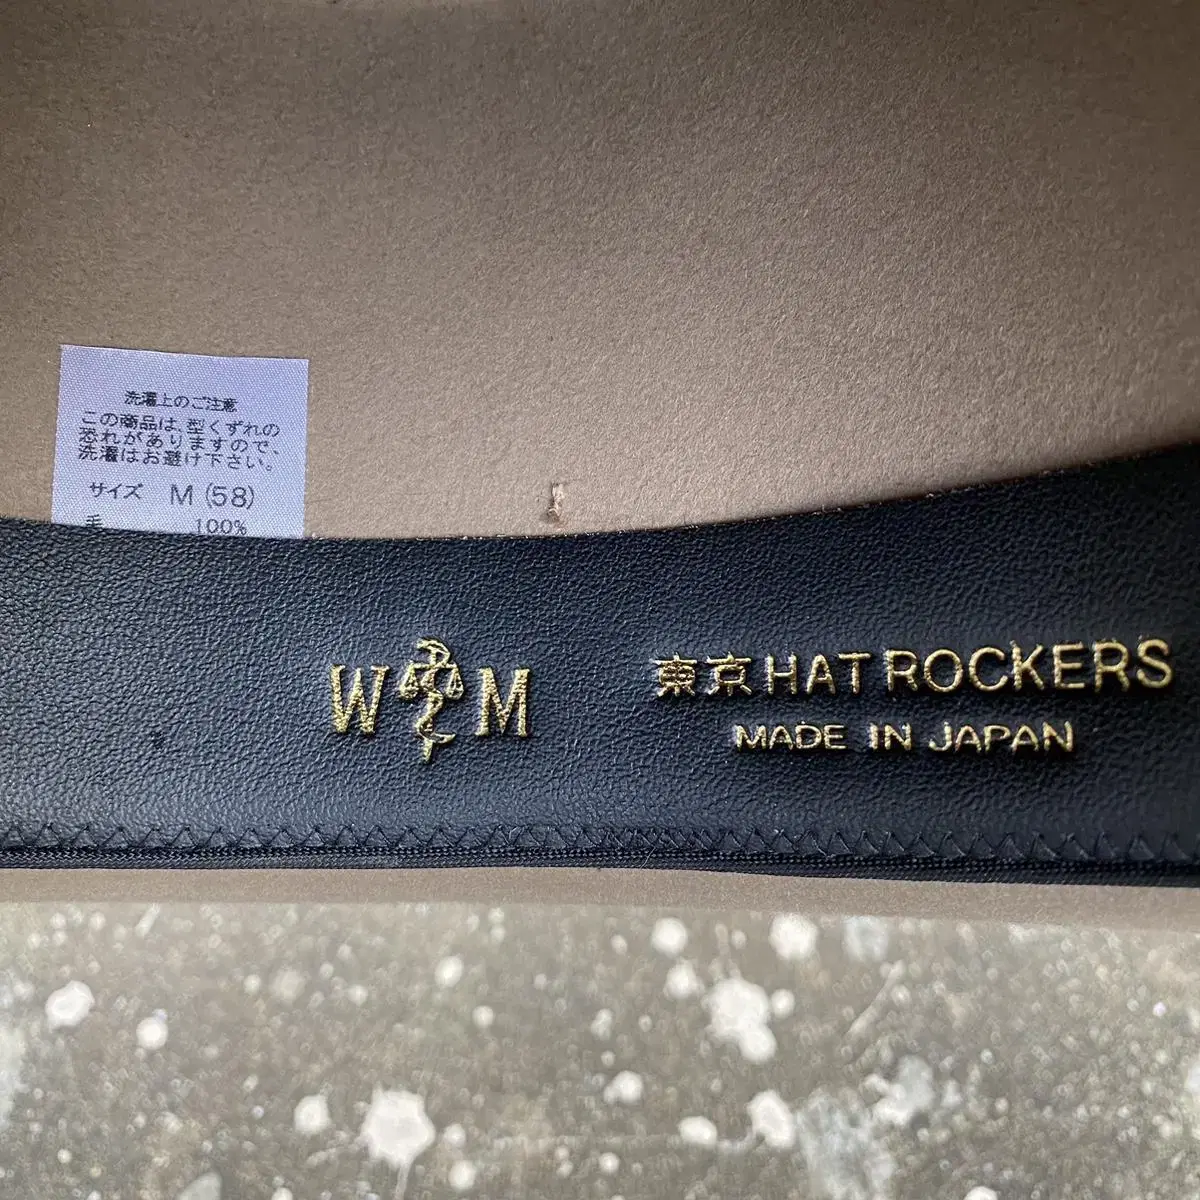 洗濯上のご注意
この商品は、型くずれの
恐れがありますので、
洗濯はお避け下さい。
サイズ M (58)
毛 100%
W M
東京 HAT ROCKERS
MADE IN JAPAN